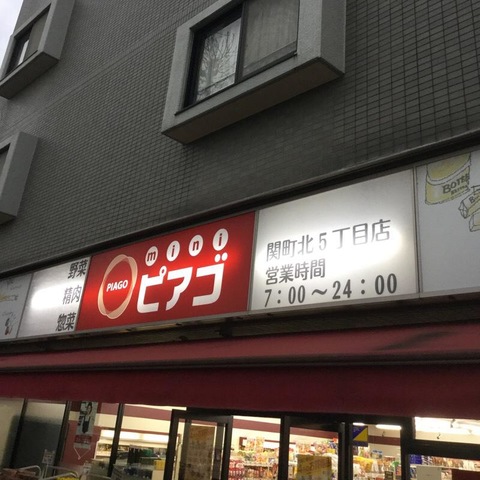 野菜
精肉
惣菜
PIAGO
mini
ピアゴ
関町北5丁目店
営業時間
7:00〜24:00